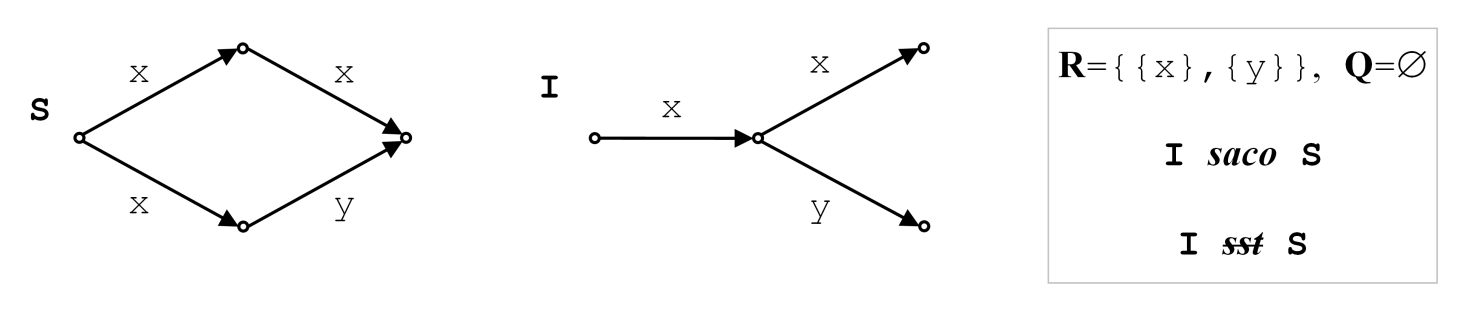 S
x
x
x
y
I
x
x
y
R={{x},{y}}, Q=∅
I saco S
I sst S